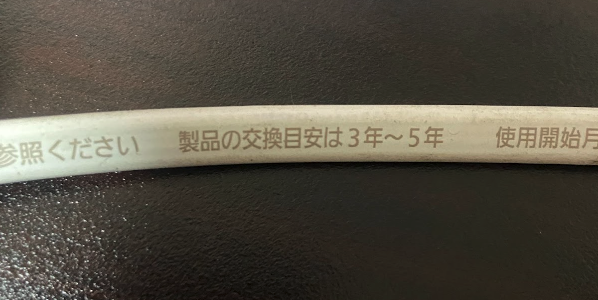 参照ください　製品の交換目安は３年～５年　使用開始月